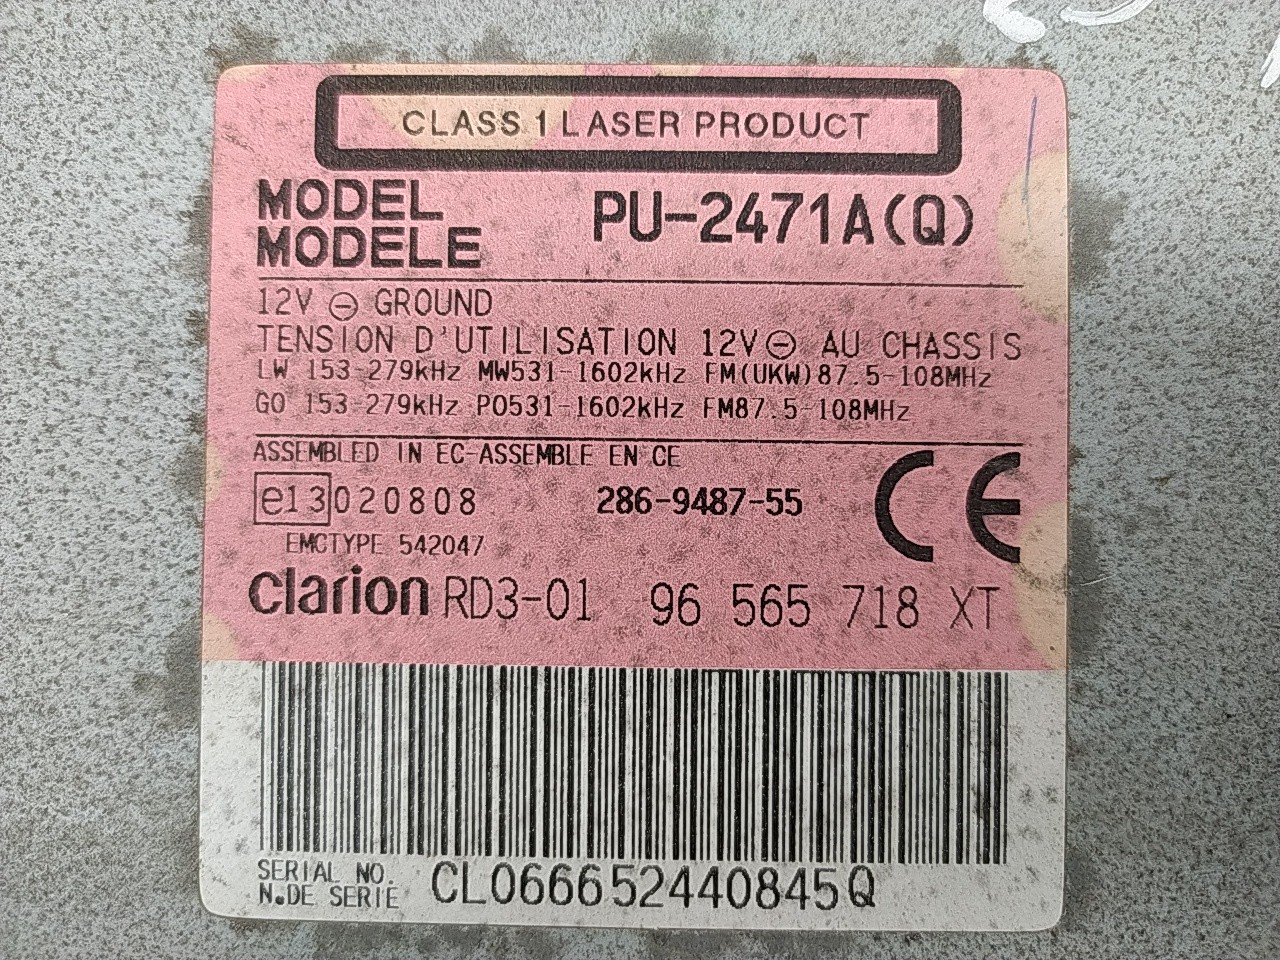 CLASS 1 LASER PRODUCT
MODEL
MODELE PU-2471A(Q)
12V ⊖ GROUND
TENSION D'UTILISATION 12V ⊖ AU CHASSIS
LW 153-279kHz MW531-1602kHz FM(UKW)87.5-108MHz
GO 153-279kHz PO531-1602kHz FM87.5-108MHz
ASSEMBLED IN EC-ASSEMBLE EN CE
e13 020808 286-9487-55 CE
EMCTYPE 542047
clarion RD3-01 96 565 718 XT
SERIAL NO.
N.DE SERIE CL066652440845Q